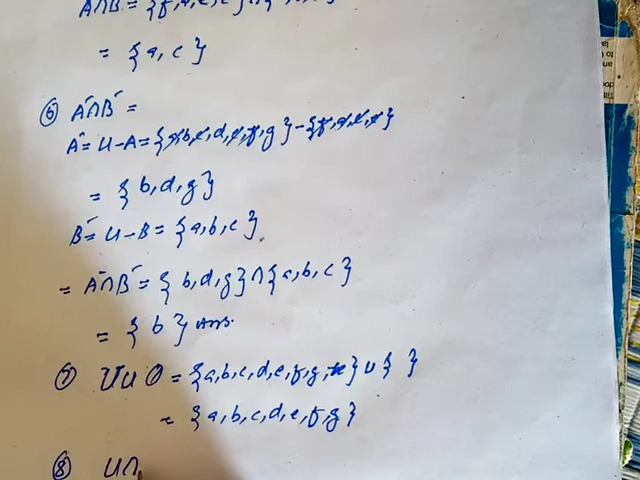 = {a, c}
⑥ A′∩B′ =
A′ = U-A = {a, b, c, d, e, f, g} - {f, a, c, e}
= {b, d, g}
B′ = U-B = {a, b, c}
= A′∩B′ = {b, d, g} ∩ {a, b, c}
= {b} Ans.
⑦ U ∪ ∅ = {a, b, c, d, e, f, g, } ∪ { }
= {a, b, c, d, e, f, g}
⑧ U∩